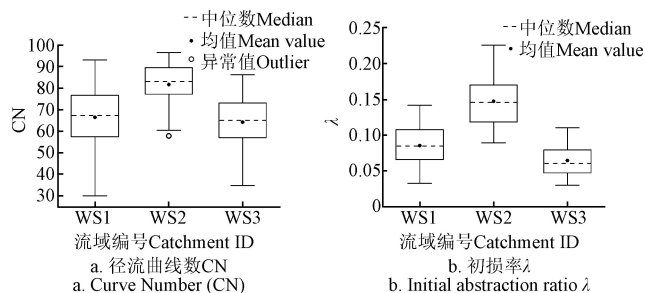 中位数Median
均值Mean value
异常值Outlier
CN
100
90
80
70
60
50
40
30
WS1 WS2 WS3
流域编号Catchment ID
a. 径流曲线数CN
a. Curve Number (CN)
中位数Median
均值Mean value
λ
0.25
0.20
0.15
0.10
0.05
0
WS1 WS2 WS3
流域编号Catchment ID
b. 初损率λ
b. Initial abstraction ratio λ